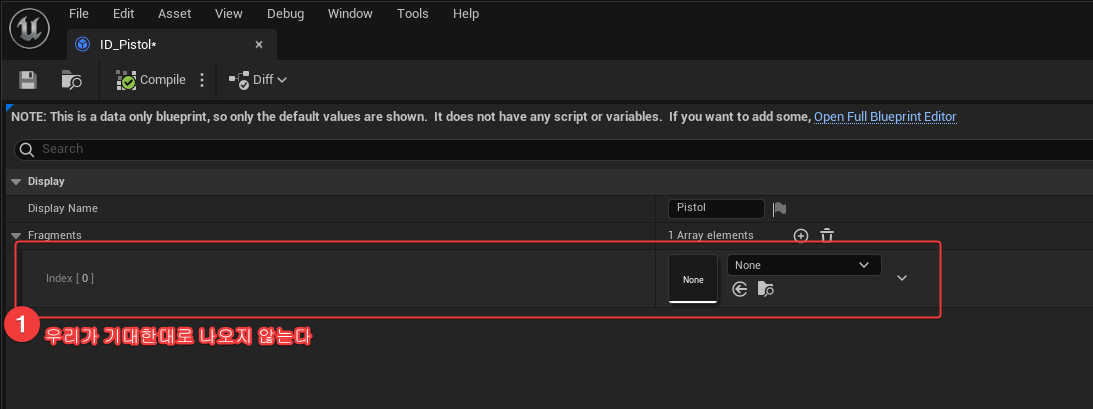 File Edit Asset View Debug Window Tools Help
ID_Pistol*
Compile Diff
NOTE: This is a data only blueprint, so only the default values are shown. It does not have any script or variables. If you want to add some, Open Full Blueprint Editor
Search
Display
Display Name Pistol
Fragments 1 Array elements
Index [ 0 ] None None
1 우리가 기대한대로 나오지 않는다